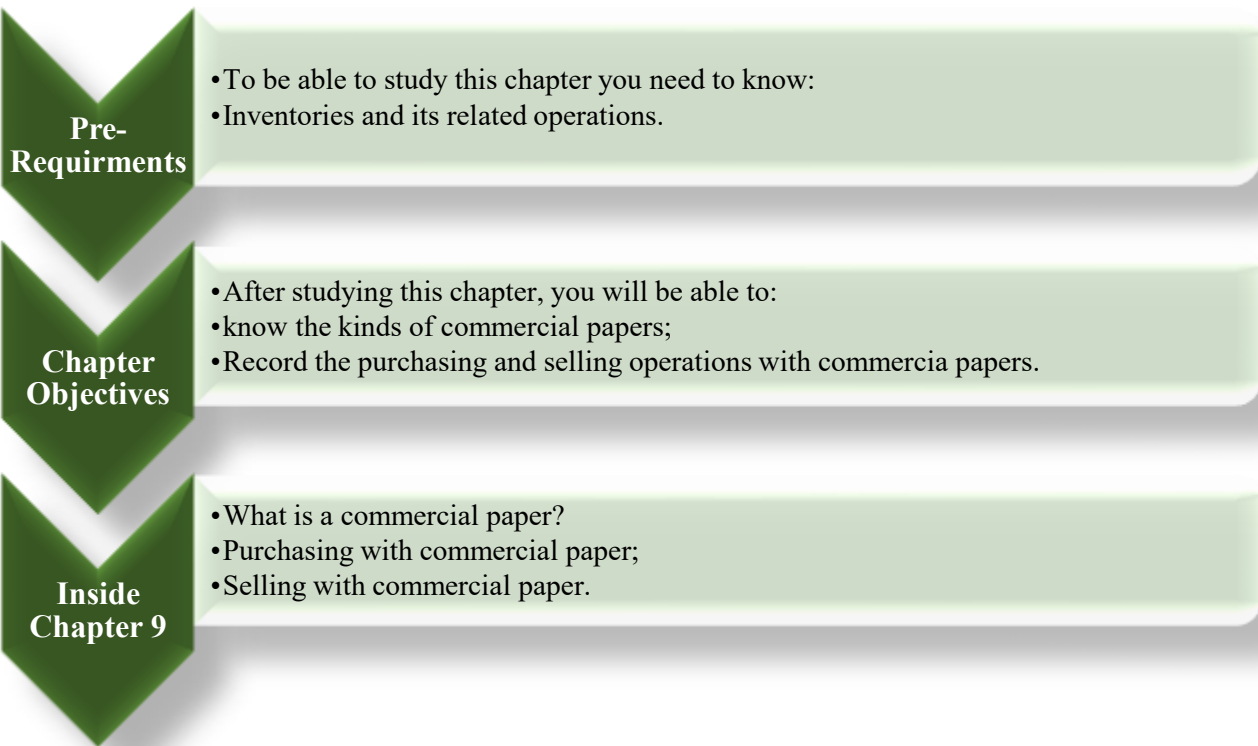 Pre-
Requirments
•To be able to study this chapter you need to know:
•Inventories and its related operations.
Chapter
Objectives
•After studying this chapter, you will be able to:
•know the kinds of commercial papers;
•Record the purchasing and selling operations with commercia papers.
Inside
Chapter 9
•What is a commercial paper?
•Purchasing with commercial paper;
•Selling with commercial paper.